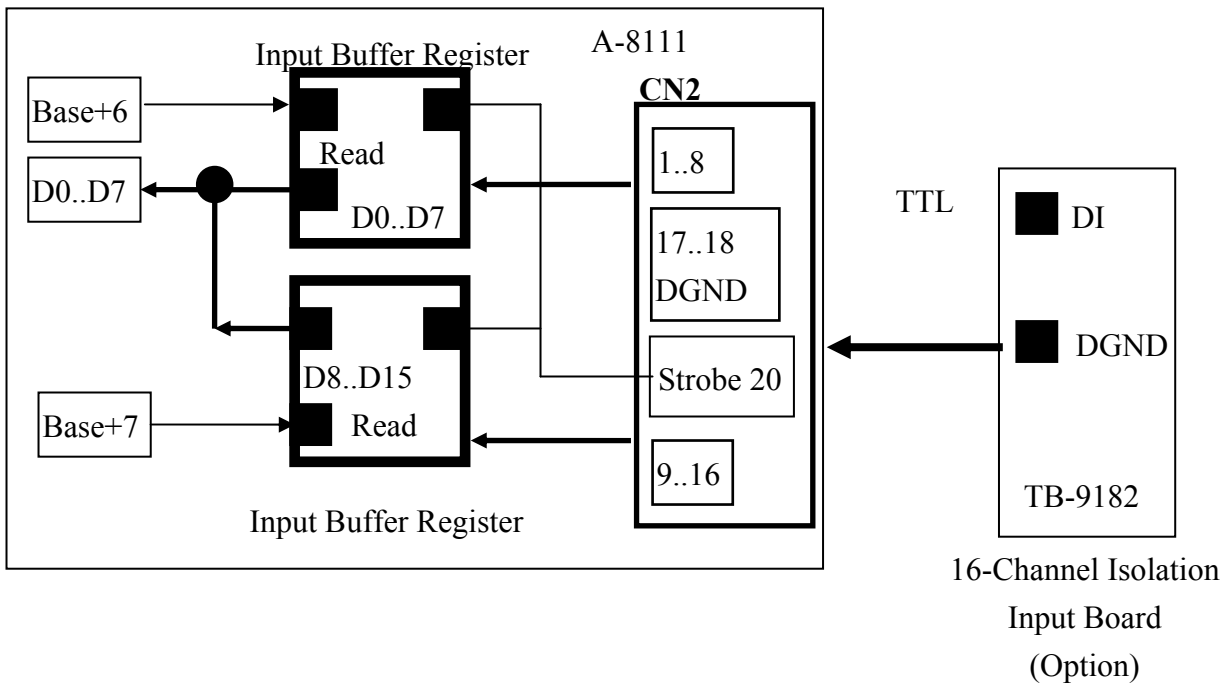 A-8111
Input Buffer Register
CN2
Base+6
Read
D0..D7
D0..D7
1..8
17..18
DGND
Strobe 20
9..16
D8..D15
Base+7
Read
Input Buffer Register
TTL
DI
DGND
TB-9182
16-Channel Isolation
Input Board
(Option)